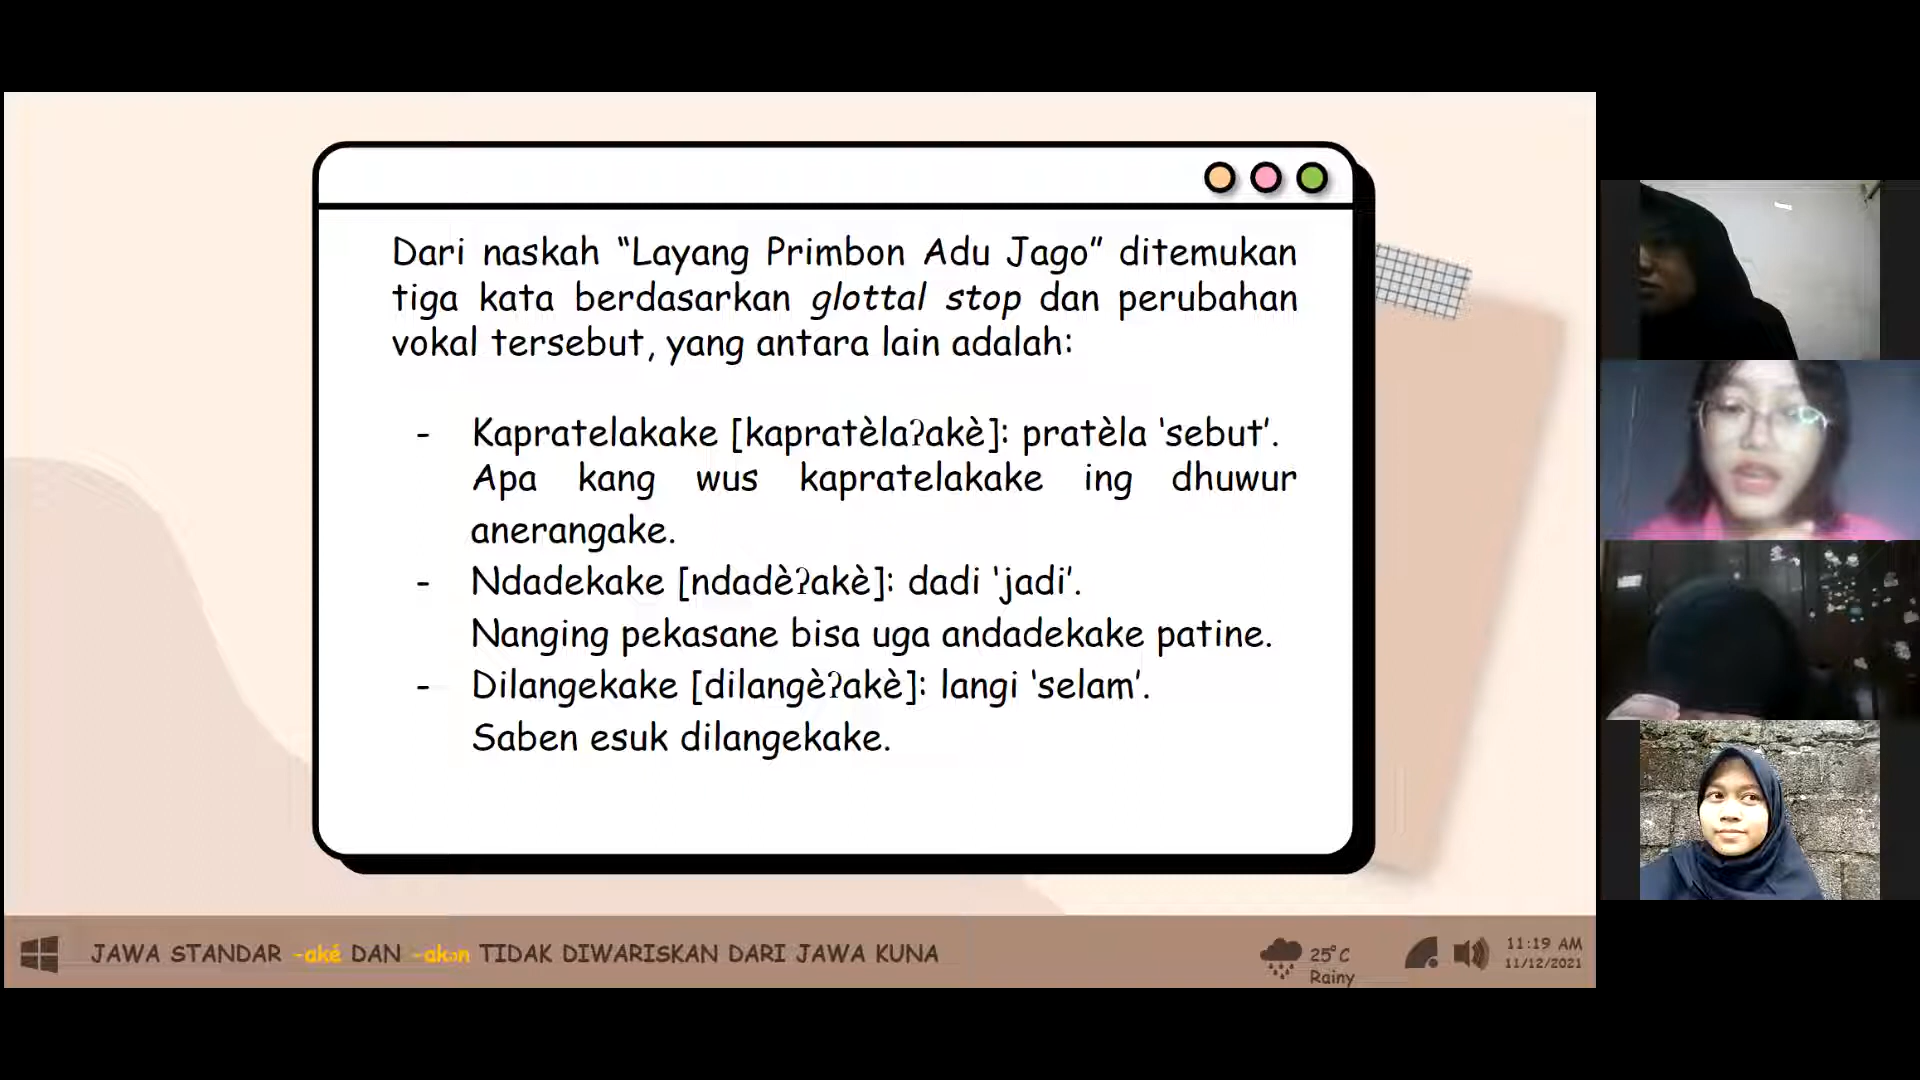 Dari naskah “Layang Primbon Adu Jago” ditemukan
tiga kata berdasarkan glottal stop dan perubahan
vokal tersebut, yang antara lain adalah:
- Kapratelakake [kapratèlaʔakè]: pratèla ‘sebut’.
Apa kang wus kapratelakake ing dhuwur
anerangake.
- Ndadekake [ndadèʔakè]: dadi ‘jadi’.
Nanging pekasane bisa uga andadekake patine.
- Dilangekake [dilangèʔakè]: langi ‘selam’.
Saben esuk dilangekake.
JAWA STANDAR -aké DAN -akən TIDAK DIWARISKAN DARI JAWA KUNA
25°C
Rainy
11:19 AM
11/12/2021